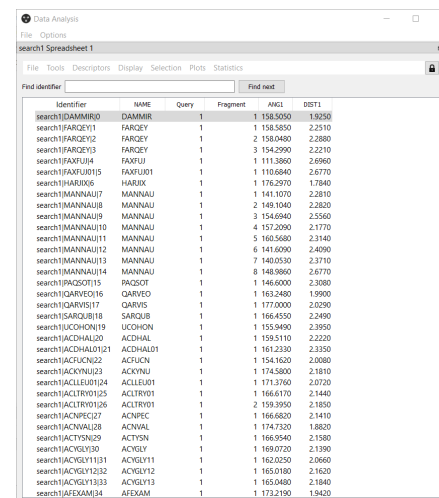 Data Analysis
File Options
search1 Spreadsheet 1
File Tools Descriptors Display Selection Plots Statistics
Find identifier Find next
Identifier NAME Query Fragment ANG1 DIST1
search1|DAMMIR|0 DAMMIR 1 1 158.5050 1.9250
search1|FARQEY|1 FARQEY 1 1 158.5850 2.2510
search1|FARQEY|2 FARQEY 1 2 158.0480 2.2880
search1|FARQEY|3 FARQEY 1 3 154.2990 2.2210
search1|FAXFUJ|4 FAXFUJ 1 1 111.3860 2.6960
search1|FAXFUJ01|5 FAXFUJ01 1 1 110.6840 2.6770
search1|HARJIX|6 HARJIX 1 1 176.2970 1.7840
search1|MANNAU|7 MANNAU 1 1 141.1070 2.2810
search1|MANNAU|8 MANNAU 1 2 149.1040 2.2820
search1|MANNAU|9 MANNAU 1 3 154.6940 2.5560
search1|MANNAU|10 MANNAU 1 4 157.2090 2.1770
search1|MANNAU|11 MANNAU 1 5 160.5680 2.3140
search1|MANNAU|12 MANNAU 1 6 141.6090 2.4090
search1|MANNAU|13 MANNAU 1 7 140.0530 2.3710
search1|MANNAU|14 MANNAU 1 8 148.9860 2.6770
search1|PAQSOT|15 PAQSOT 1 1 146.6000 2.3080
search1|QARVEO|16 QARVEO 1 1 163.2480 1.9900
search1|QARVIS|17 QARVIS 1 1 177.0000 2.0290
search1|SARQUB|18 SARQUB 1 1 166.4550 2.2490
search1|UCOHON|19 UCOHON 1 1 155.9490 2.3950
search1|ACDHAL|20 ACDHAL 1 1 159.5110 2.2220
search1|ACDHAL01|21 ACDHAL01 1 1 161.2330 2.3350
search1|ACFUCN|22 ACFUCN 1 1 154.1620 2.0080
search1|ACKYNU|23 ACKYNU 1 1 174.5800 2.1810
search1|ACLLEU01|24 ACLLEU01 1 1 171.3760 2.0720
search1|ACLTRY01|25 ACLTRY01 1 1 166.6170 2.1440
search1|ACLTRY01|26 ACLTRY01 1 2 159.3950 2.1850
search1|ACNPEC|27 ACNPEC 1 1 166.6820 2.1410
search1|ACNVAL|28 ACNVAL 1 1 174.7320 1.8820
search1|ACTYSN|29 ACTYSN 1 1 166.9540 2.1580
search1|ACYGLY|30 ACYGLY 1 1 169.0720 2.1390
search1|ACYGLY11|31 ACYGLY11 1 1 162.0250 2.0660
search1|ACYGLY12|32 ACYGLY12 1 1 165.0180 2.1620
search1|ACYGLY13|33 ACYGLY13 1 1 165.0480 2.1840
search1|AFEXAM|34 AFEXAM 1 1 173.2190 1.9420